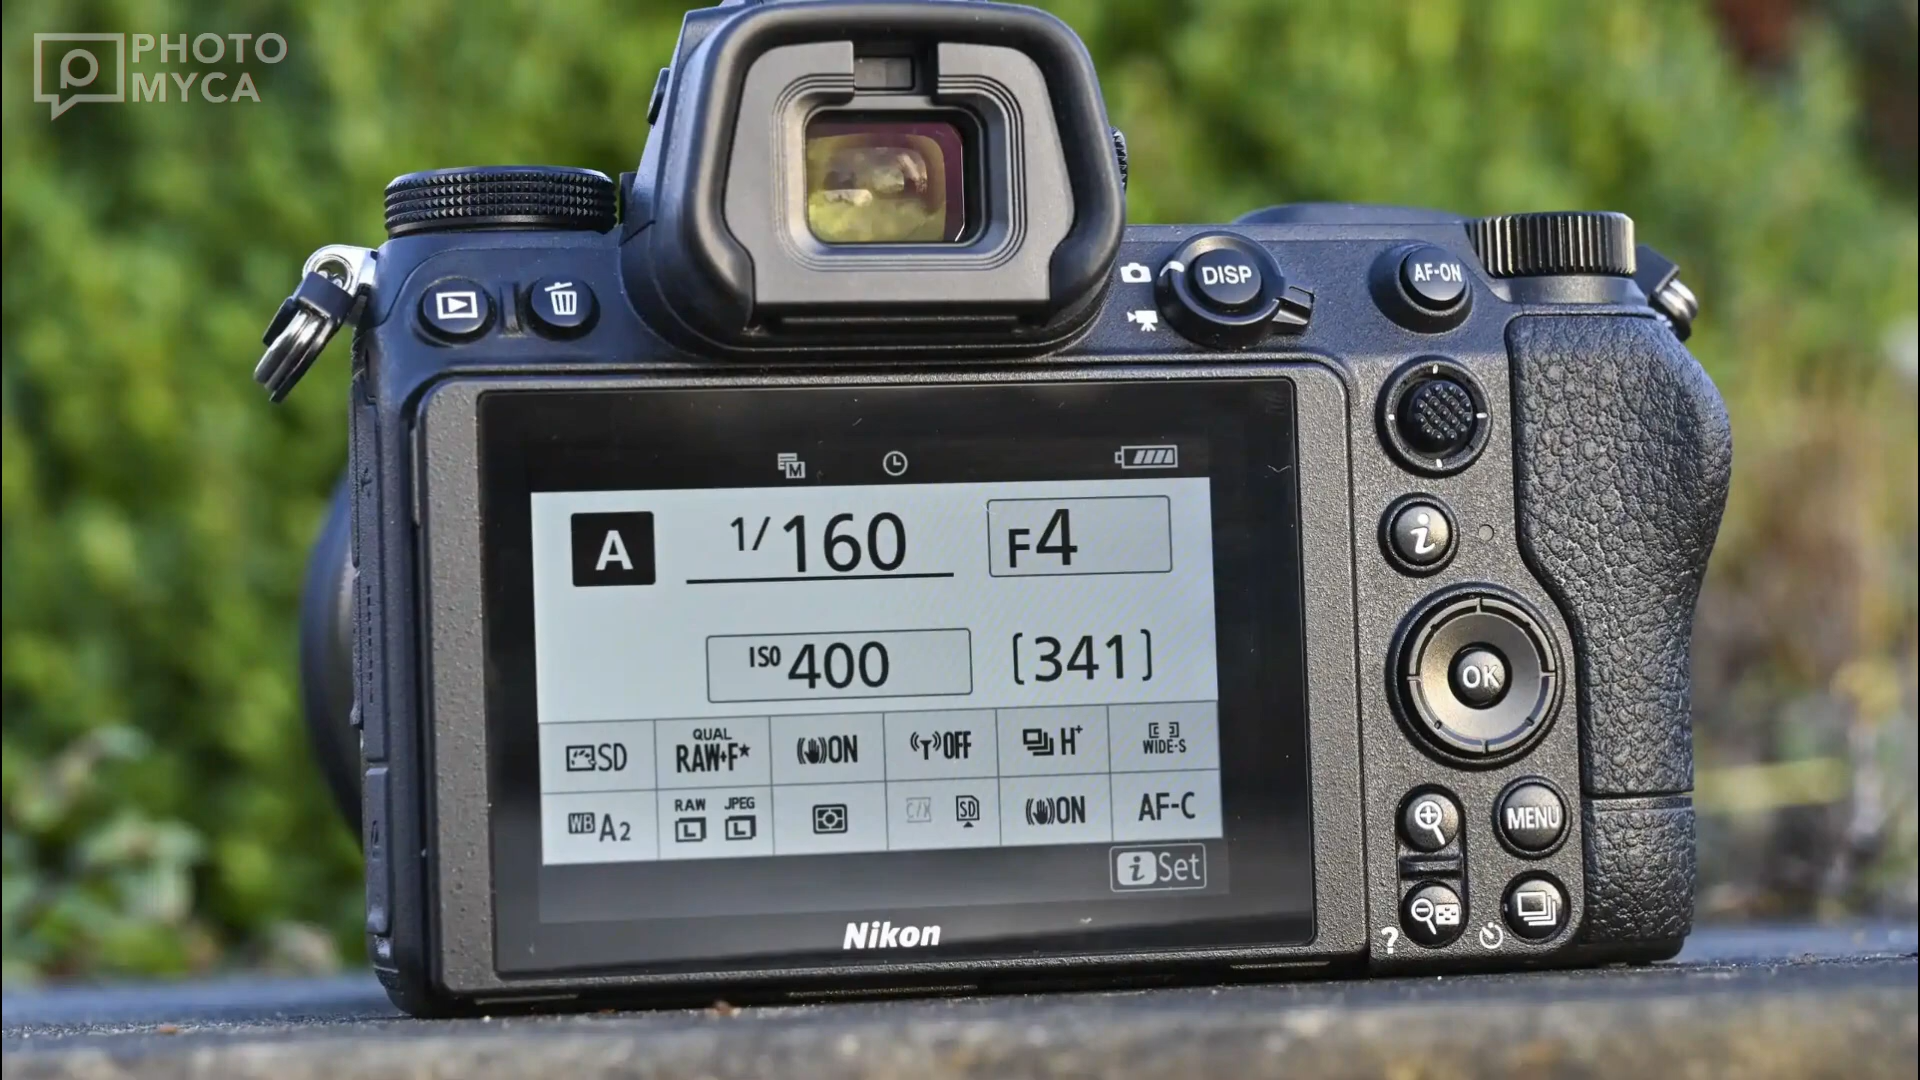 PHOTO
MYCA
DISP
AF-ON
M
A 1/160 F4
ISO 400 [341]
SD QUAL RAW+F★ ON OFF H+ WIDE-S
WB A2 RAW L JPEG L C/X SD ON AF-C
i Set
Nikon
i
OK
MENU
?